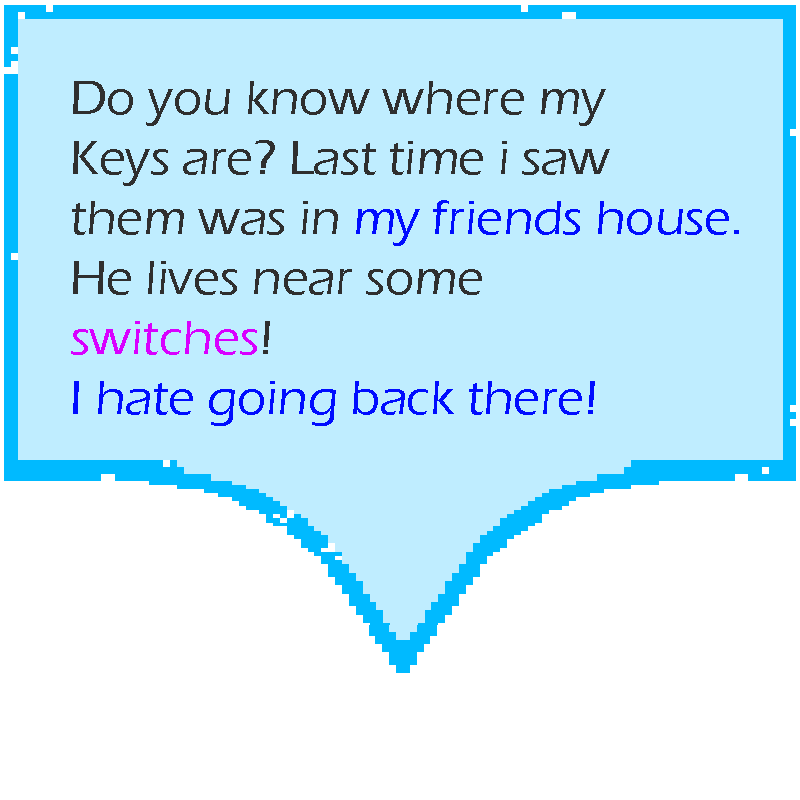 Do you know where my
Keys are? Last time i saw
them was in my friends house.
He lives near some
switches!
I hate going back there!